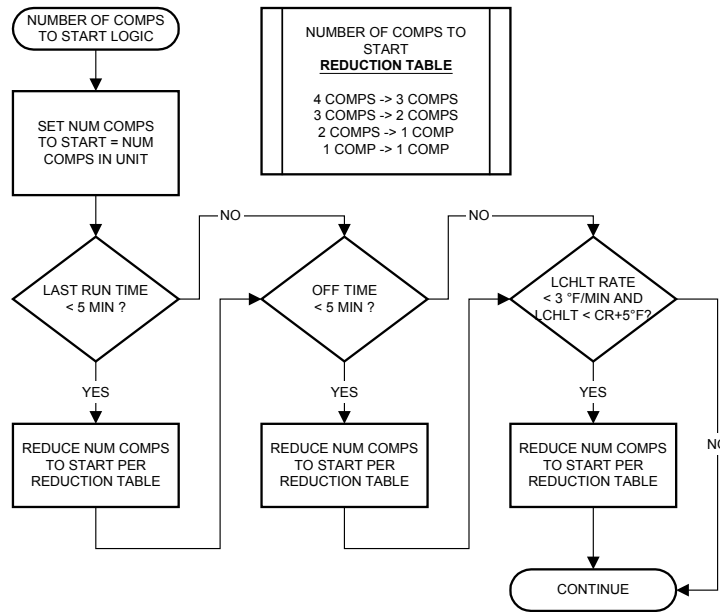 NUMBER OF COMPS
TO START LOGIC
NUMBER OF COMPS TO
START
REDUCTION TABLE
4 COMPS -> 3 COMPS
3 COMPS -> 2 COMPS
2 COMPS -> 1 COMP
1 COMP -> 1 COMP
SET NUM COMPS
TO START = NUM
COMPS IN UNIT
NO
NO
LAST RUN TIME
< 5 MIN ?
OFF TIME
< 5 MIN ?
LCHLT RATE
< 3 °F/MIN AND
LCHLT < CR+5°F?
YES
YES
YES
REDUCE NUM COMPS
TO START PER
REDUCTION TABLE
REDUCE NUM COMPS
TO START PER
REDUCTION TABLE
REDUCE NUM COMPS
TO START PER
REDUCTION TABLE
NO
CONTINUE